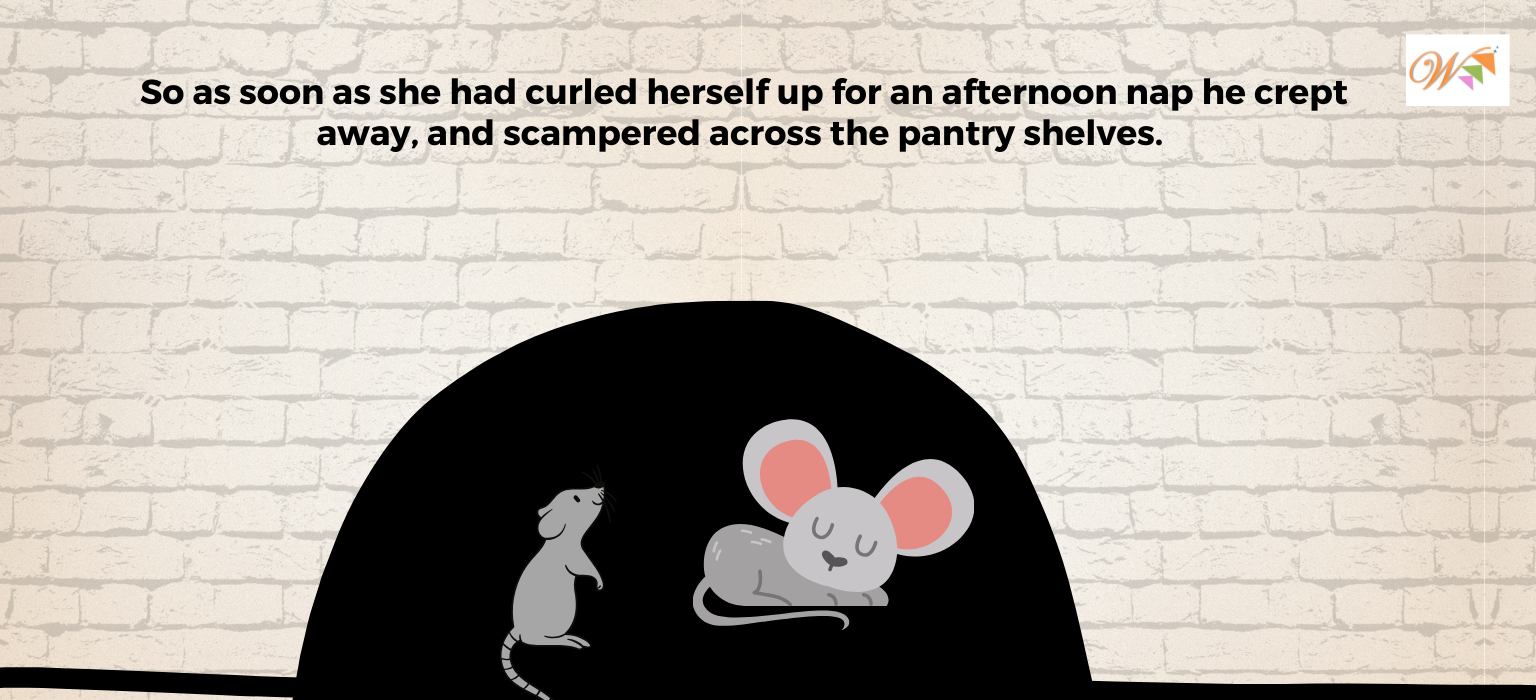 So as soon as she had curled herself up for an afternoon nap he crept
away, and scampered across the pantry shelves.
W